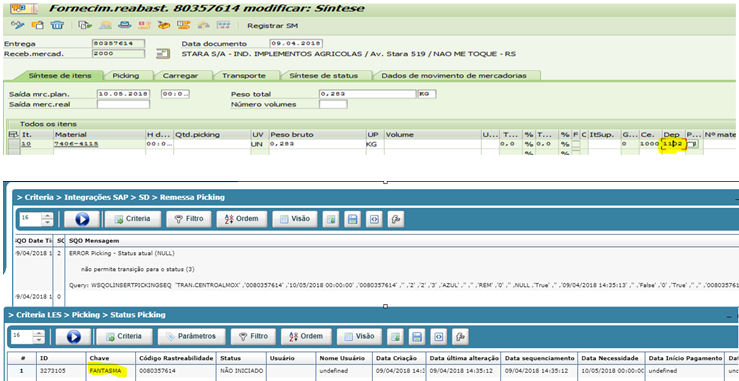 Fornecim.reabast. 80357614 modificar: Síntese
Registrar SM
Entrega 80357614 Data documento 09.04.2018
Receb.mercad. 2000 STARA S/A - IND. IMPLEMENTOS AGRICOLAS / Av. Stara 519 / NAO ME TOQUE - RS
Síntese de itens Picking Carregar Transporte Síntese de status Dados de movimento de mercadorias
Saída mrc.plan. 10.05.2018 00:0… Peso total 0,283 KG
Saída merc.real Número volumes
Todos os itens
It. Material H d… Qtd.picking UV Peso bruto UP Volume U… T… % T… % F C ItSup. G… Ce. Dep P… Nº mate
10 7406-4115 00:0… UN 0,283 KG 0,0 0,0 0 1000 1102
% %
> Criteria > Integrações SAP > SD > Remessa Picking
16 Criteria Filtro Ordem Visão
SQO Date Ti SQ SQO Mensagem
9/04/2018 1 2 ERROR Picking - Status atual (NULL)
não permite transição para o status (3)
Query: WSQOLINSERTPICKINGSEQ 'TRAN.CENTROALMOX' ,'0080357614' ,'10/05/2018 00:00:00' ,'0080357614' ,'' ,'2' ,'2' ,'3' ,'AZUL' ,'' ,'' ,'REM' ,'0' ,'' ,NULL ,'True' ,'' ,'09/04/2018 14:35:13' ,'' ,'False' ,'0' ,'True' ,'' ,'' ,'008035761
09/04/2018 1 0
> Criteria LES > Picking > Status Picking
16 Criteria Parâmetros Filtro Ordem Visão
# ID Chave Código Rastreabilidade Status Usuário Nome Usuário Data Criação Data última alteração Data sequenciamento Data Necessidade Data Início Pagamento Dat
1 3273105 FANTASMA 0080357614 NÃO INICIADO undefined 09/04/2018 14:3 09/04/2018 14:35:12 09/04/2018 14:35:12 10/05/2018 00:00:00 undefined und